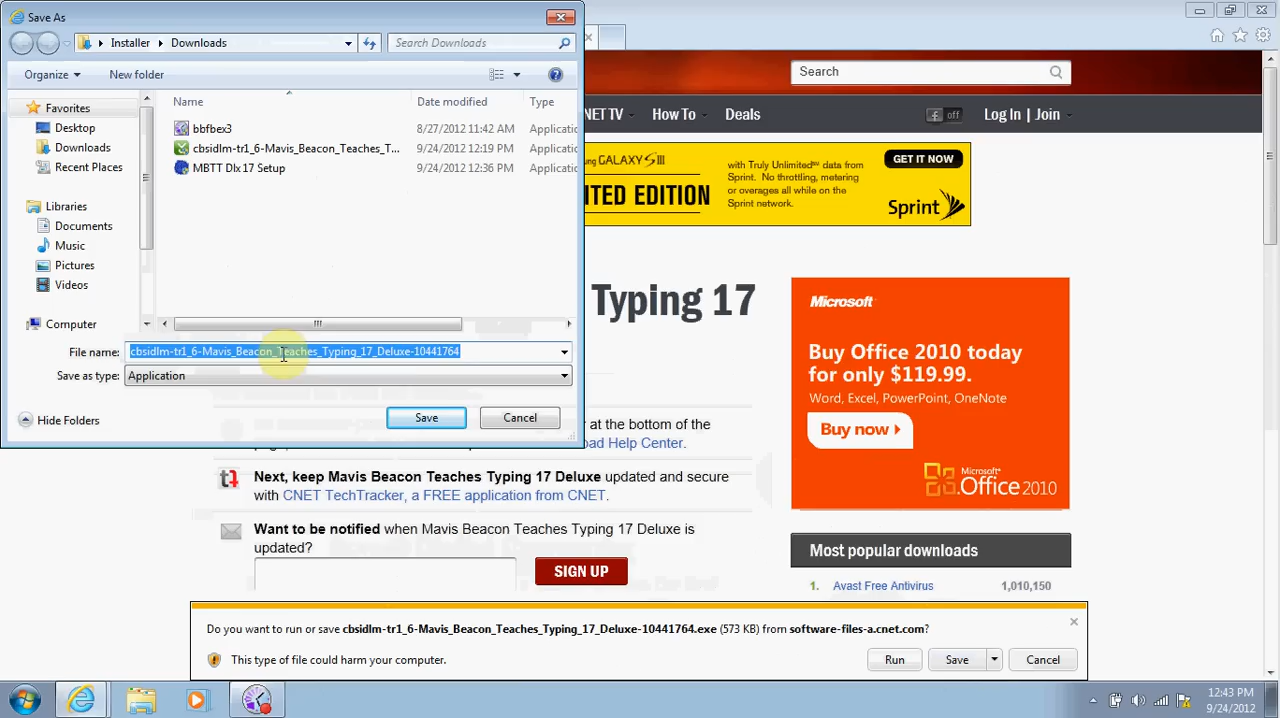 Save As
Installer
Downloads
Search Downloads
Organize
New folder
Favorites
Desktop
Downloads
Recent Places
Libraries
Documents
Music
Pictures
Videos
Computer
Name
Date modified
Type
bbfbex3
8/27/2012 11:42 AM
Applicatio
cbsidlm-tr1_6-Mavis_Beacon_Teaches_T...
9/24/2012 12:19 PM
Applicatio
MBTT Dlx 17 Setup
9/24/2012 12:36 PM
Applicatio
File name:
cbsidlm-tr1_6-Mavis_Beacon_Teaches_Typing_17_Deluxe-10441764
Save as type:
Application
Hide Folders
Save
Cancel
Search
NET TV
How To
Deals
off
Log In | Join
GALAXY S III
ITED EDITION
with Truly Unlimited℠ data from
Sprint. No throttling, metering
or overages all while on the
Sprint network.
GET IT NOW
Sprint
Typing 17
at the bottom of the
ad Help Center.
Next, keep Mavis Beacon Teaches Typing 17 Deluxe updated and secure
with CNET TechTracker, a FREE application from CNET.
Want to be notified when Mavis Beacon Teaches Typing 17 Deluxe is
updated?
SIGN UP
Microsoft
Buy Office 2010 today
for only $119.99.
Word, Excel, PowerPoint, OneNote
Buy now
Microsoft
Office 2010
Most popular downloads
1. Avast Free Antivirus 1,010,150
Do you want to run or save cbsidlm-tr1_6-Mavis_Beacon_Teaches_Typing_17_Deluxe-10441764.exe (573 KB) from software-files-a.cnet.com?
This type of file could harm your computer.
Run
Save
Cancel
12:43 PM
9/24/2012